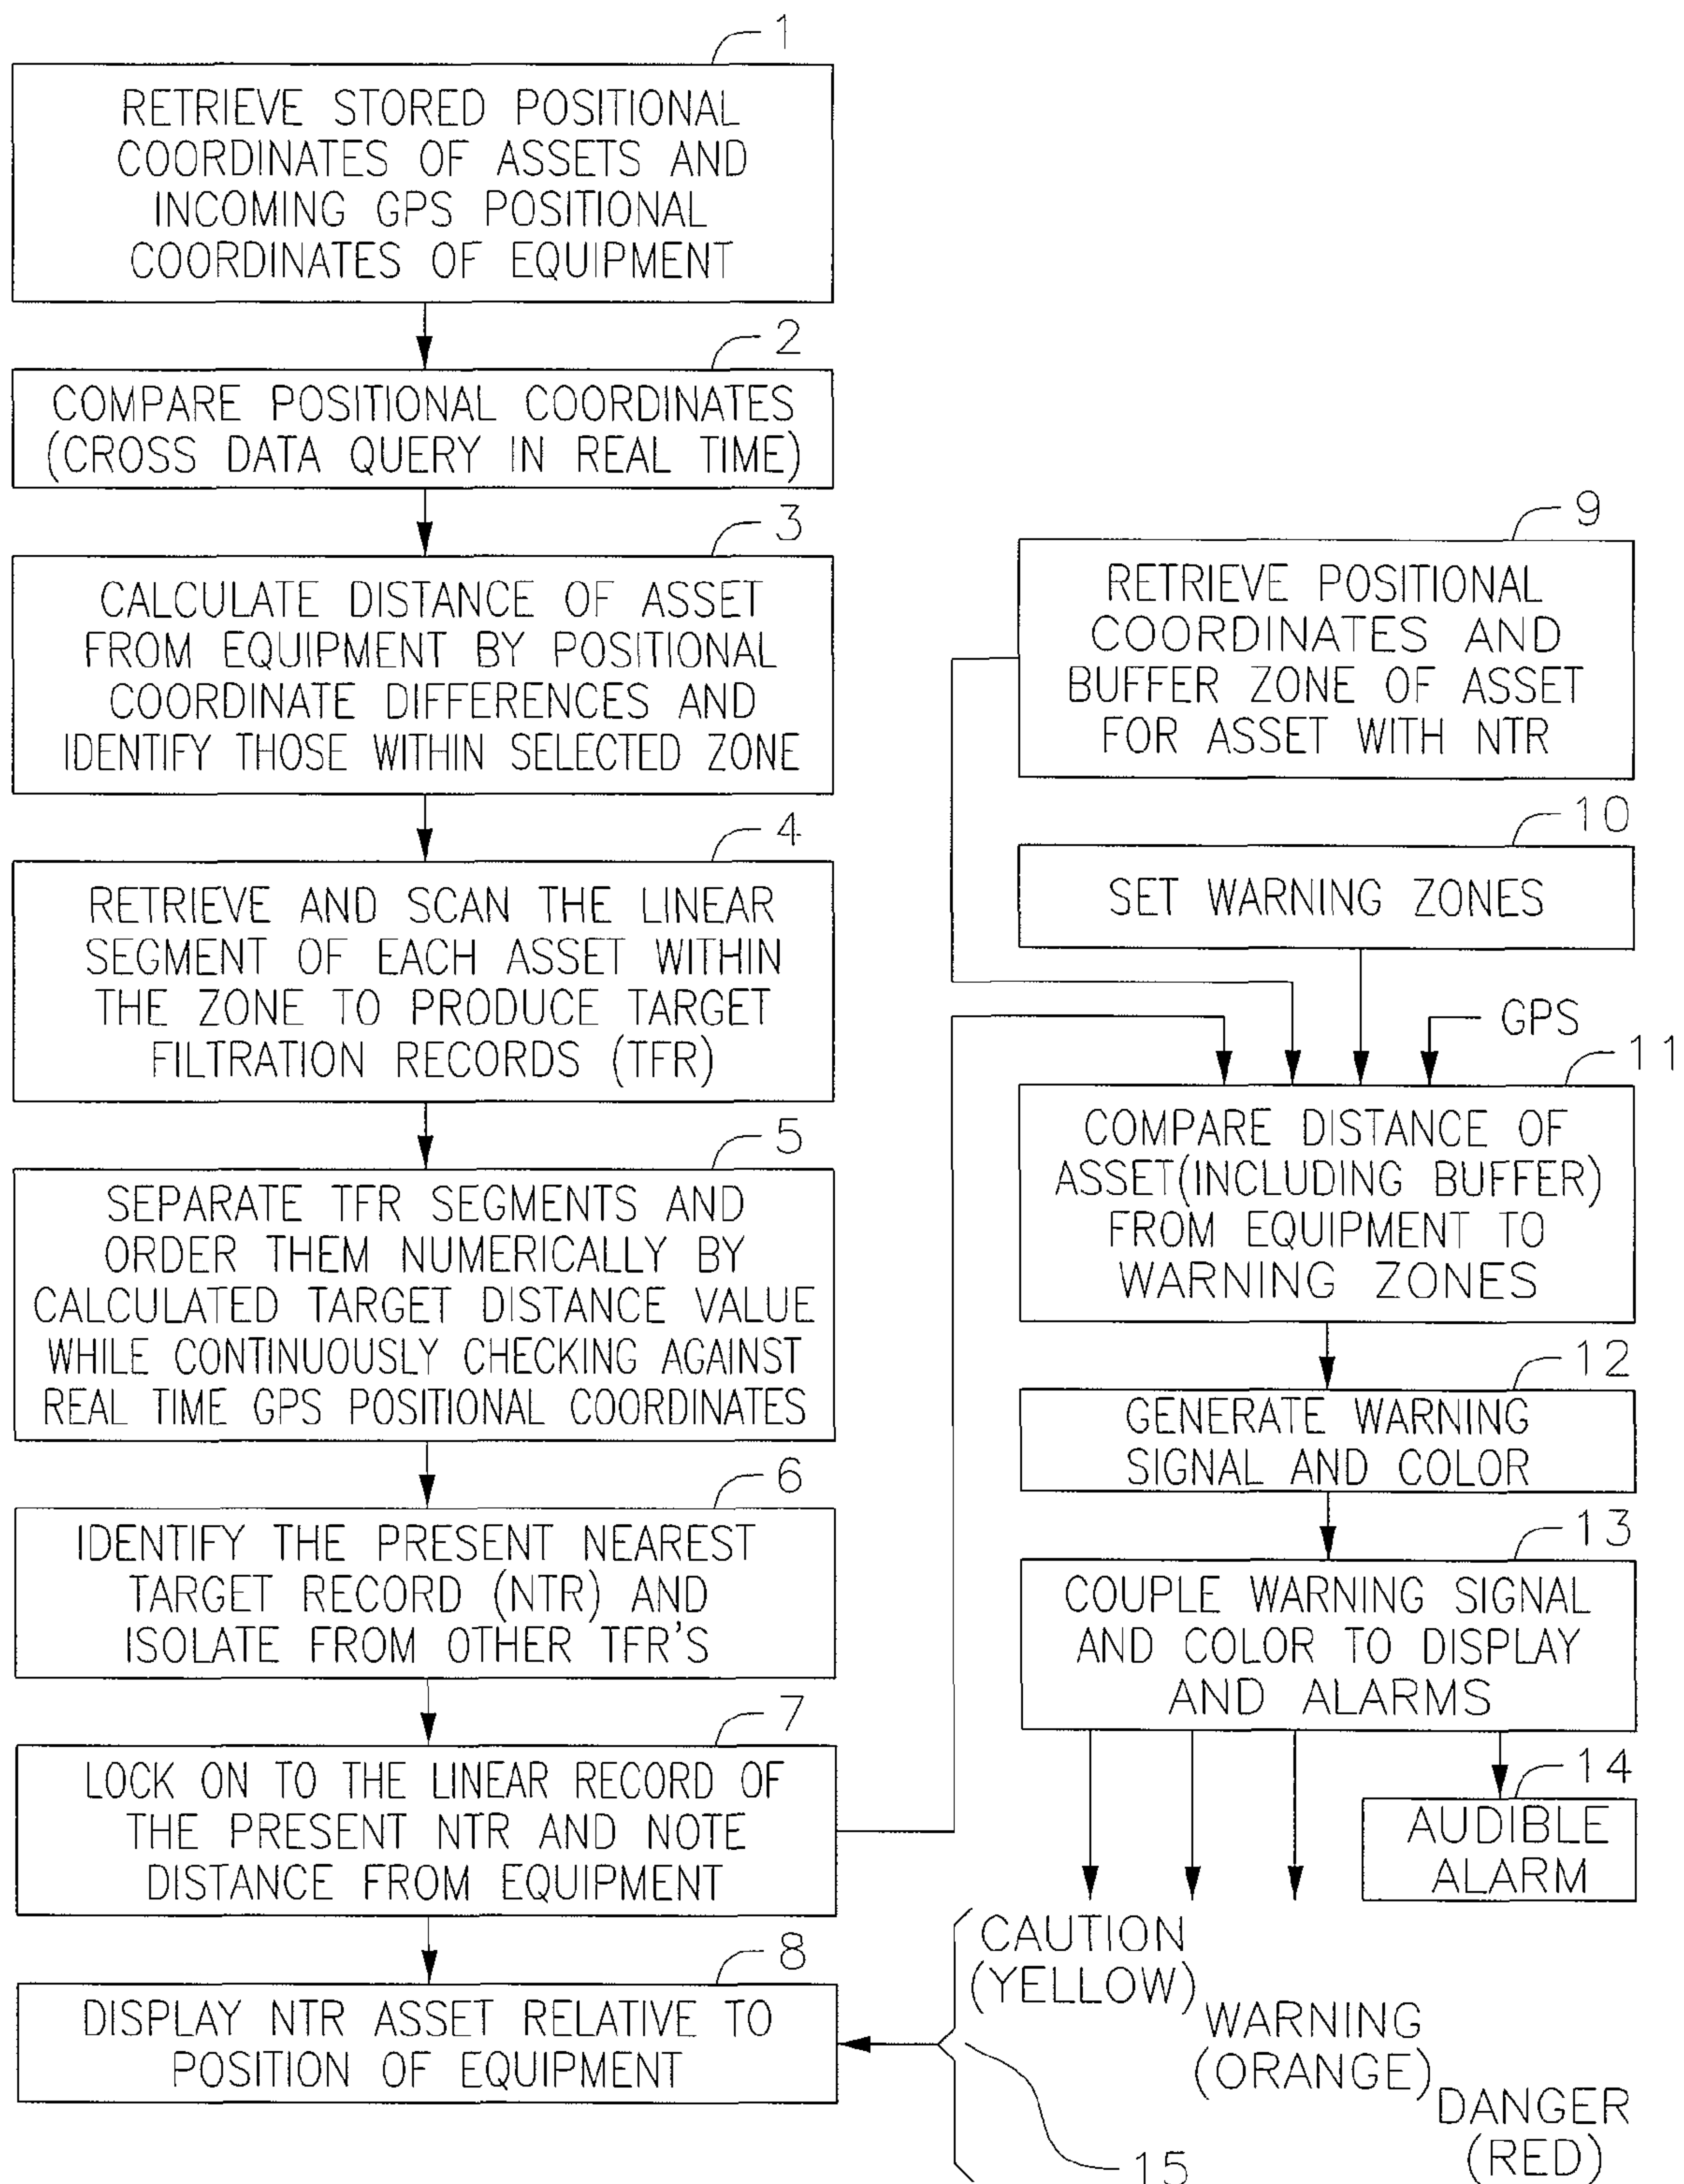 1
RETRIEVE STORED POSITIONAL
COORDINATES OF ASSETS AND
INCOMING GPS POSITIONAL
COORDINATES OF EQUIPMENT
2
COMPARE POSITIONAL COORDINATES
(CROSS DATA QUERY IN REAL TIME)
3
CALCULATE DISTANCE OF ASSET
FROM EQUIPMENT BY POSITIONAL
COORDINATE DIFFERENCES AND
IDENTIFY THOSE WITHIN SELECTED ZONE
4
RETRIEVE AND SCAN THE LINEAR
SEGMENT OF EACH ASSET WITHIN
THE ZONE TO PRODUCE TARGET
FILTRATION RECORDS (TFR)
5
SEPARATE TFR SEGMENTS AND
ORDER THEM NUMERICALLY BY
CALCULATED TARGET DISTANCE VALUE
WHILE CONTINUOUSLY CHECKING AGAINST
REAL TIME GPS POSITIONAL COORDINATES
6
IDENTIFY THE PRESENT NEAREST
TARGET RECORD (NTR) AND
ISOLATE FROM OTHER TFR'S
7
LOCK ON TO THE LINEAR RECORD OF
THE PRESENT NTR AND NOTE
DISTANCE FROM EQUIPMENT
8
DISPLAY NTR ASSET RELATIVE TO
POSITION OF EQUIPMENT
9
RETRIEVE POSITIONAL
COORDINATES AND
BUFFER ZONE OF ASSET
FOR ASSET WITH NTR
10
SET WARNING ZONES
GPS
11
COMPARE DISTANCE OF
ASSET(INCLUDING BUFFER)
FROM EQUIPMENT TO
WARNING ZONES
12
GENERATE WARNING
SIGNAL AND COLOR
13
COUPLE WARNING SIGNAL
AND COLOR TO DISPLAY
AND ALARMS
14
AUDIBLE
ALARM
CAUTION
(YELLOW)
WARNING
(ORANGE)
DANGER
(RED)
15